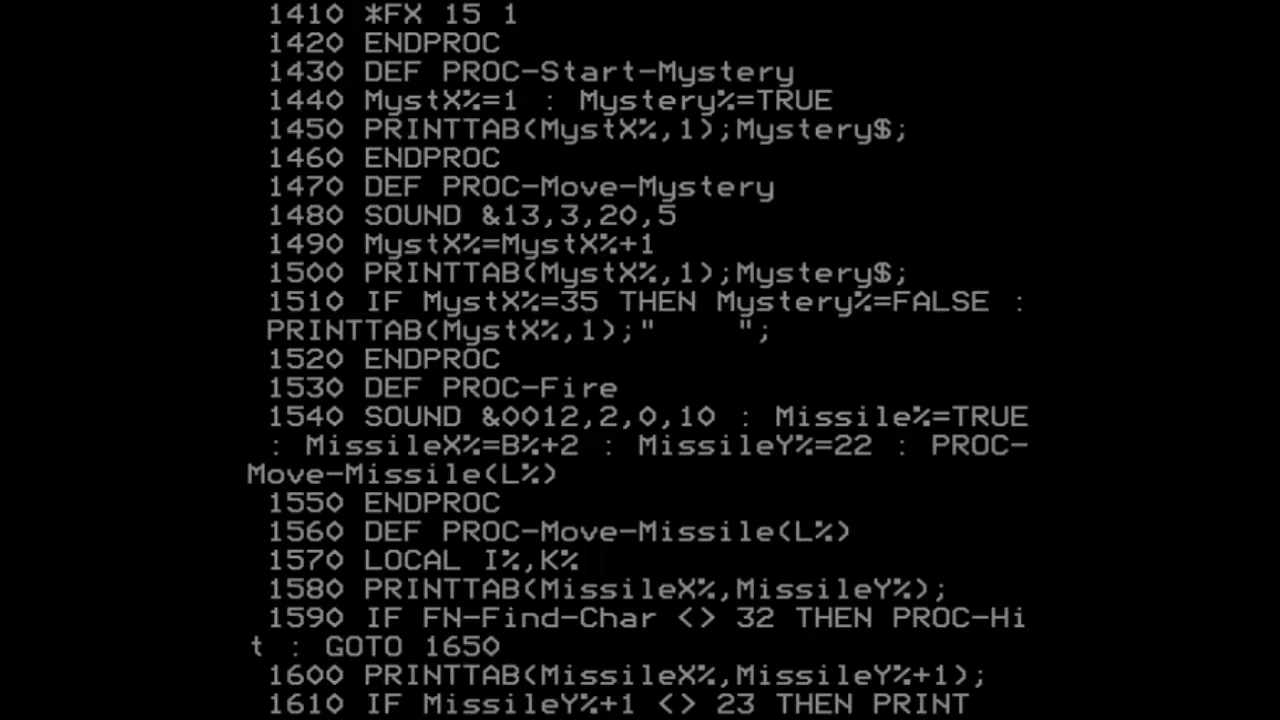 1410 *FX 15 1
1420 ENDPROC
1430 DEF PROC-Start-Mystery
1440 MystX%=1 : Mystery%=TRUE
1450 PRINTTAB(MystX%,1);Mystery$;
1460 ENDPROC
1470 DEF PROC-Move-Mystery
1480 SOUND &13,3,20,5
1490 MystX%=MystX%+1
1500 PRINTTAB(MystX%,1);Mystery$;
1510 IF MystX%=35 THEN Mystery%=FALSE :
PRINTTAB(MystX%,1);"    ";
1520 ENDPROC
1530 DEF PROC-Fire
1540 SOUND &0012,2,0,10 : Missile%=TRUE
: MissileX%=B%+2 : MissileY%=22 : PROC-
Move-Missile(L%)
1550 ENDPROC
1560 DEF PROC-Move-Missile(L%)
1570 LOCAL I%,K%
1580 PRINTTAB(MissileX%,MissileY%);
1590 IF FN-Find-Char <> 32 THEN PROC-Hi
t : GOTO 1650
1600 PRINTTAB(MissileX%,MissileY%+1);
1610 IF MissileY%+1 <> 23 THEN PRINT